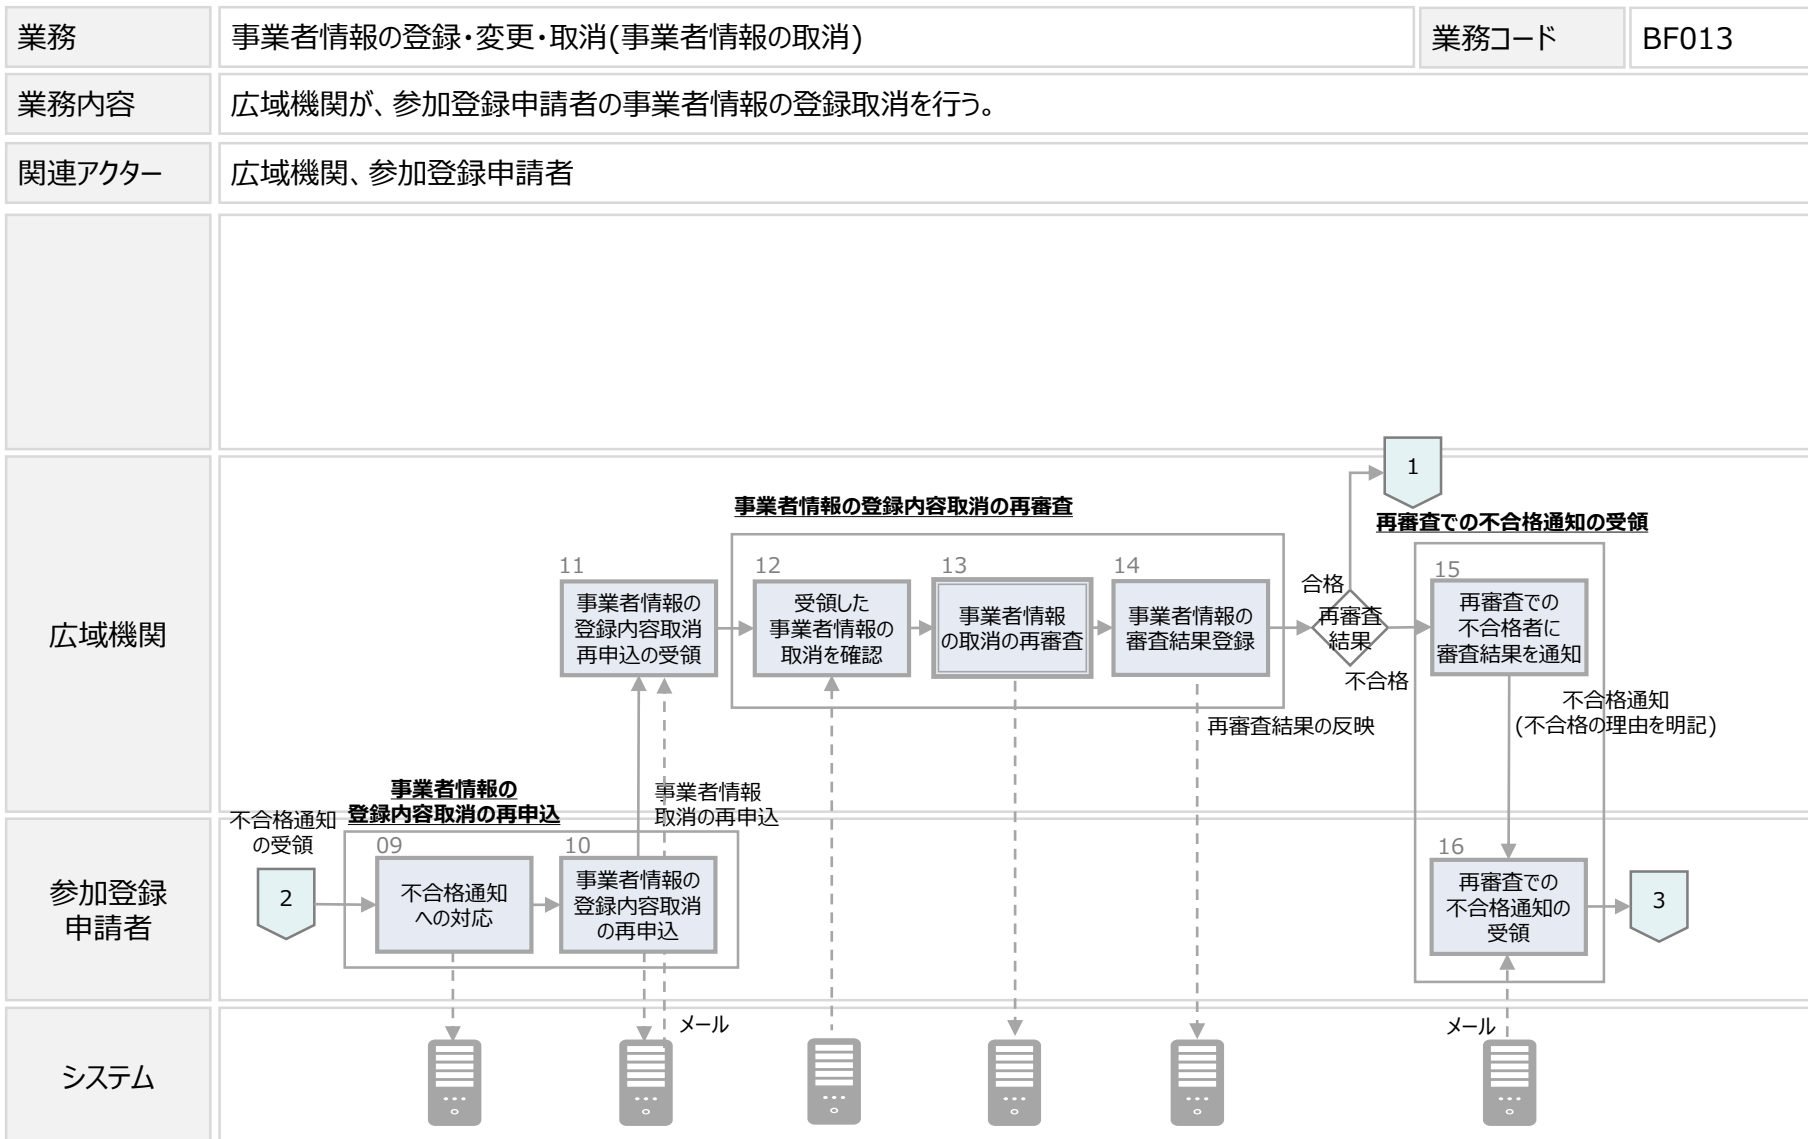 業務
事業者情報の登録・変更・取消(事業者情報の取消)
業務コード
BF013
業務内容
広域機関が、参加登録申請者の事業者情報の登録取消を行う。
関連アクター
広域機関、参加登録申請者
広域機関
1
事業者情報の登録内容取消の再審査
再審査での不合格通知の受領
11
事業者情報の
登録内容取消
再申込の受領
12
受領した
事業者情報の
取消を確認
13
事業者情報
の取消の再審査
14
事業者情報の
審査結果登録
合格
再審査
結果
不合格
15
再審査での
不合格者に
審査結果を通知
不合格通知
(不合格の理由を明記)
再審査結果の反映
事業者情報
取消の再申込
事業者情報の
登録内容取消の再申込
参加登録
申請者
不合格通知
の受領
2
09
不合格通知
への対応
10
事業者情報の
登録内容取消
の再申込
16
再審査での
不合格通知の
受領
3
システム
メール
メール